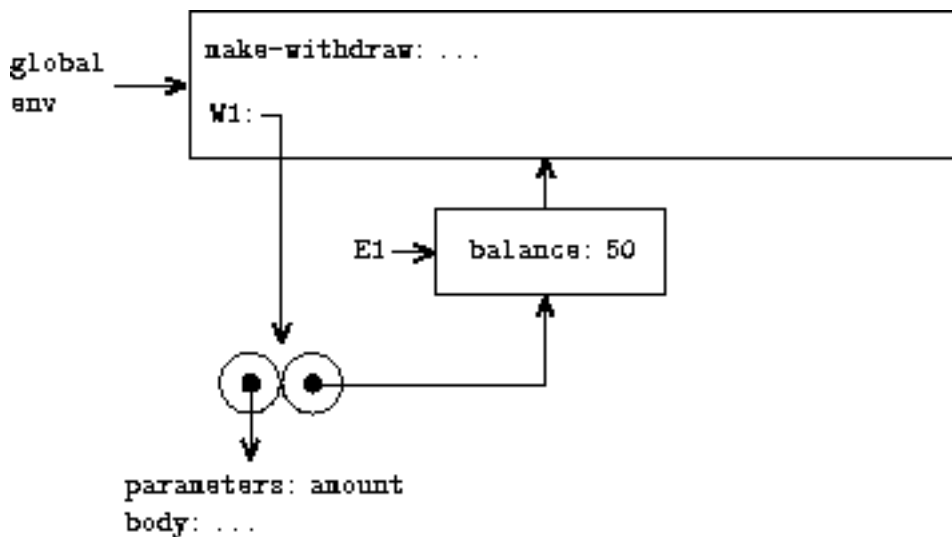 global
env
make-withdraw: ...
W1:
E1
balance: 50
parameters: amount
body: ...